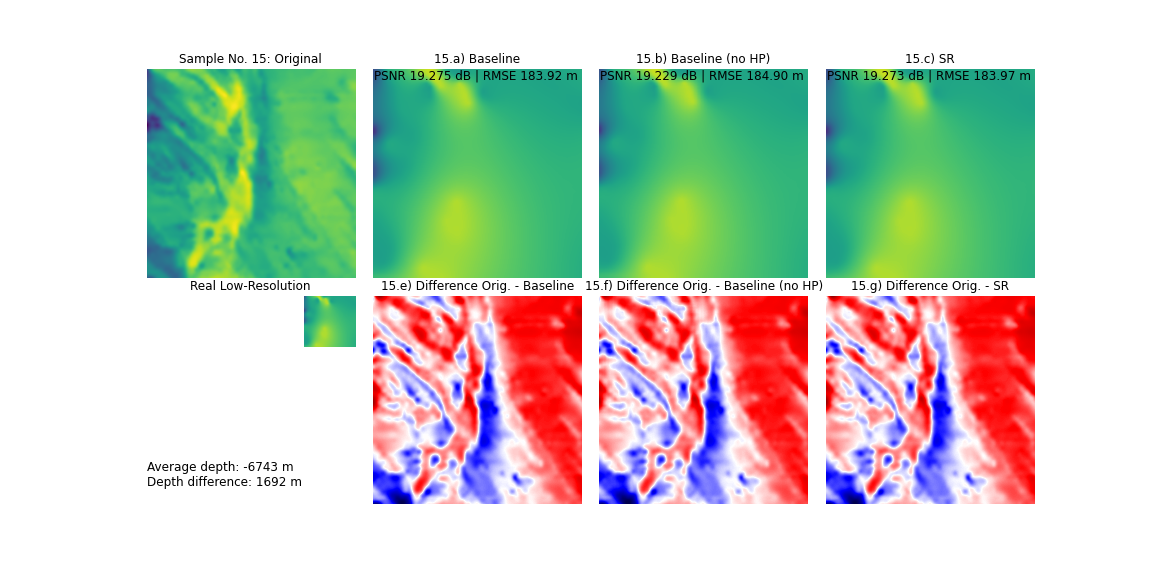 Sample No. 15: Original
15.a) Baseline
15.b) Baseline (no HP)
15.c) SR
PSNR 19.275 dB | RMSE 183.92 m
PSNR 19.229 dB | RMSE 184.90 m
PSNR 19.273 dB | RMSE 183.97 m
Real Low-Resolution
15.e) Difference Orig. - Baseline
15.f) Difference Orig. - Baseline (no HP)
15.g) Difference Orig. - SR
Average depth: -6743 m
Depth difference: 1692 m